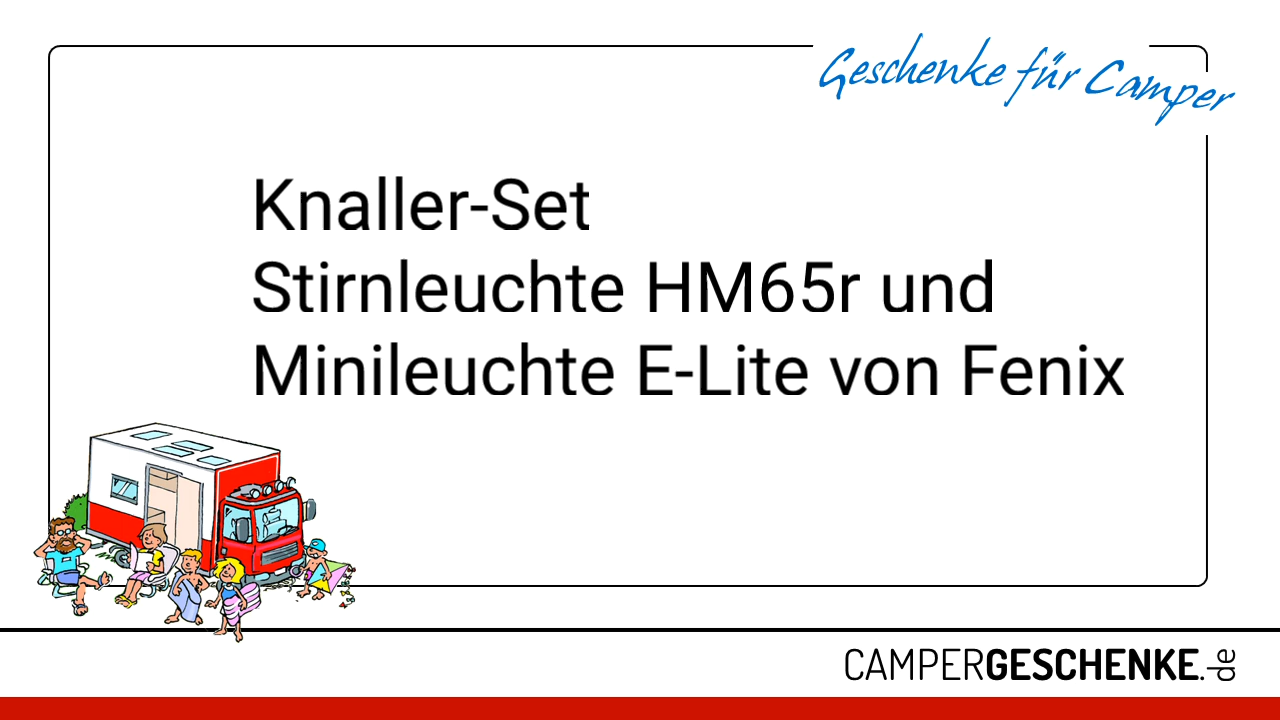 Geschenke für Camper
Knaller-Set
Stirnleuchte HM65r und
Minileuchte E-Lite von Fenix
CAMPERGESCHENKE.de